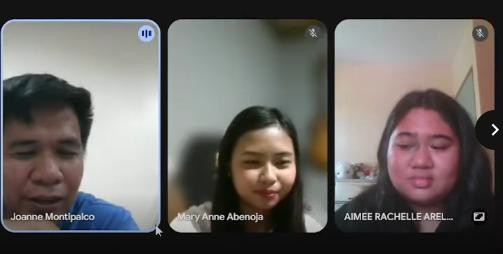 Joanne Montipalco
Mary Anne Abenoja
AIMEE RACHELLE AREL...